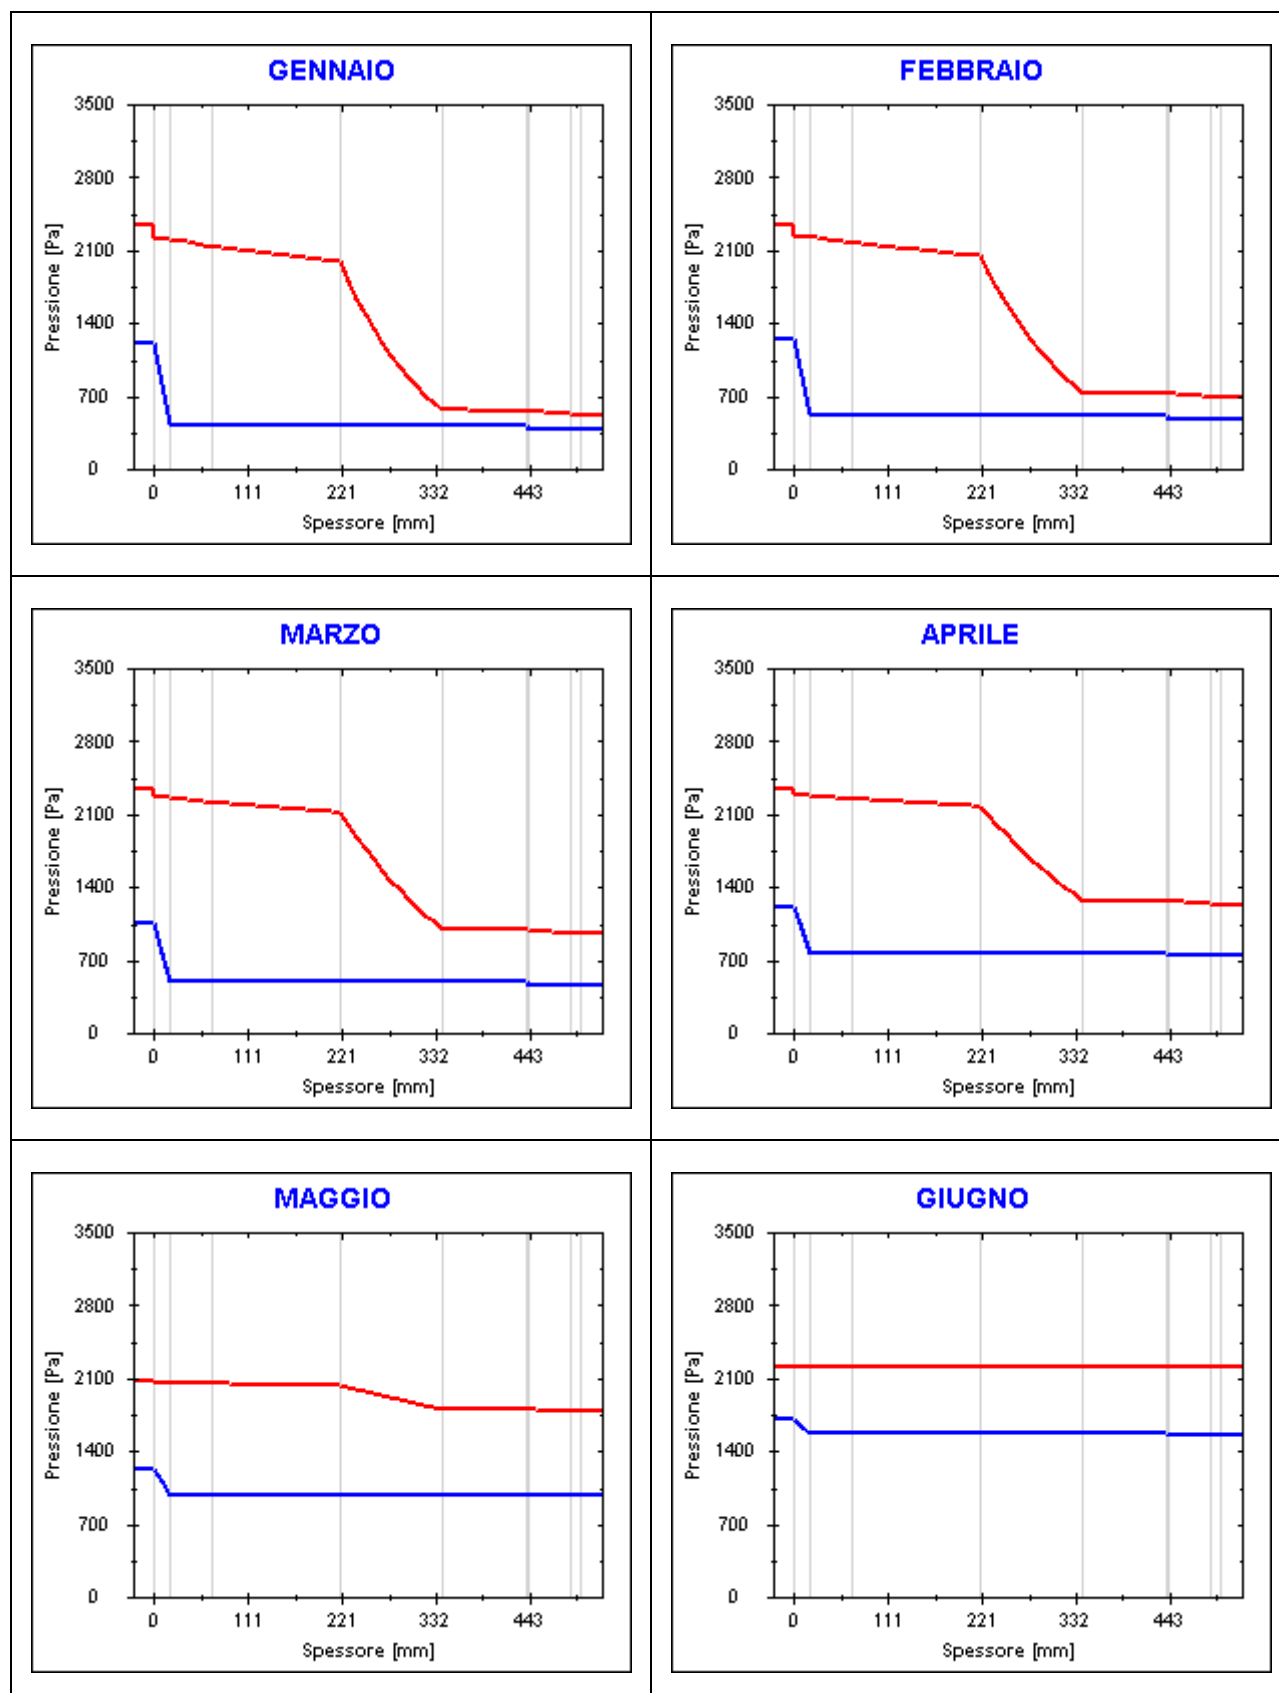 GENNAIO
3500
2800
2100
1400
700
0
Pressione [Pa]
0 111 221 332 443
Spessore [mm]
FEBBRAIO
3500
2800
2100
1400
700
0
Pressione [Pa]
0 111 221 332 443
Spessore [mm]
MARZO
3500
2800
2100
1400
700
0
Pressione [Pa]
0 111 221 332 443
Spessore [mm]
APRILE
3500
2800
2100
1400
700
0
Pressione [Pa]
0 111 221 332 443
Spessore [mm]
MAGGIO
3500
2800
2100
1400
700
0
Pressione [Pa]
0 111 221 332 443
Spessore [mm]
GIUGNO
3500
2800
2100
1400
700
0
Pressione [Pa]
0 111 221 332 443
Spessore [mm]